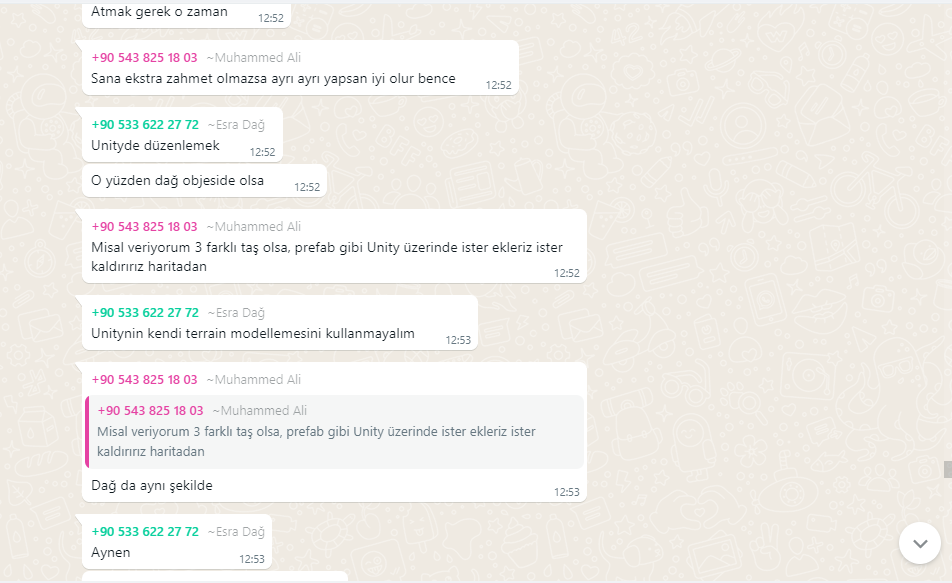 Atmak gerek o zaman
12:52
+90 543 825 18 03 ~Muhammed Ali
Sana ekstra zahmet olmazsa ayrı ayrı yapsan iyi olur bence
12:52
+90 533 622 27 72 ~Esra Dağ
Unityde düzenlemek
12:52
O yüzden dağ objeside olsa
12:52
+90 543 825 18 03 ~Muhammed Ali
Misal veriyorum 3 farklı taş olsa, prefab gibi Unity üzerinde ister ekleriz ister
kaldırırız haritadan
12:52
+90 533 622 27 72 ~Esra Dağ
Unitynin kendi terrain modellemesini kullanmayalım
12:53
+90 543 825 18 03 ~Muhammed Ali
+90 543 825 18 03 ~Muhammed Ali
Misal veriyorum 3 farklı taş olsa, prefab gibi Unity üzerinde ister ekleriz ister
kaldırırız haritadan
Dağ da aynı şekilde
12:53
+90 533 622 27 72 ~Esra Dağ
Aynen
12:53